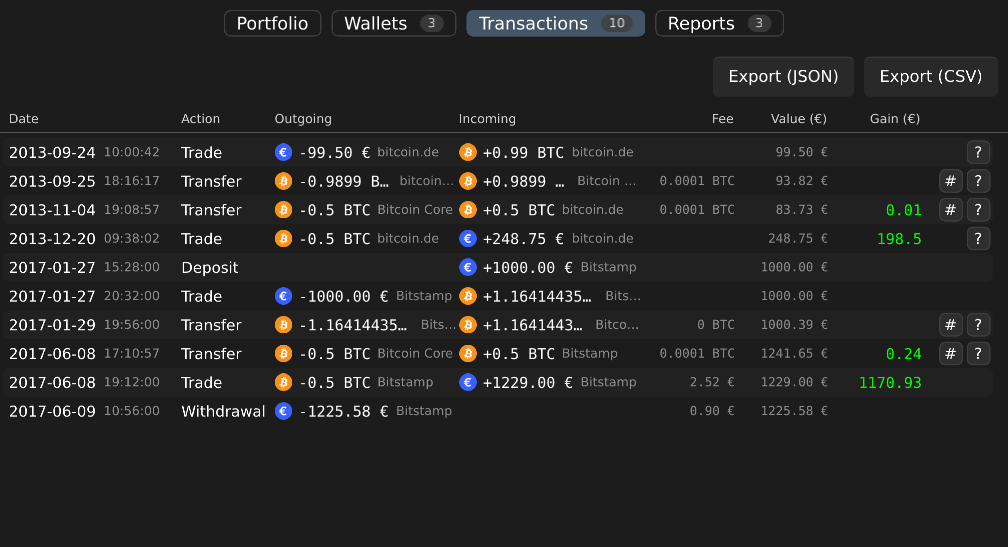 Portfolio Wallets 3 Transactions 10 Reports 3
Export (JSON) Export (CSV)
Date Action Outgoing Incoming Fee Value (€) Gain (€)
2013-09-24 10:00:42 Trade € -99.50 € bitcoin.de ₿ +0.99 BTC bitcoin.de 99.50 € ?
2013-09-25 18:16:17 Transfer ₿ -0.9899 B… bitcoin… ₿ +0.9899 … Bitcoin … 0.0001 BTC 93.82 € # ?
2013-11-04 19:08:57 Transfer ₿ -0.5 BTC Bitcoin Core ₿ +0.5 BTC bitcoin.de 0.0001 BTC 83.73 € 0.01 # ?
2013-12-20 09:38:02 Trade ₿ -0.5 BTC bitcoin.de € +248.75 € bitcoin.de 248.75 € 198.5 ?
2017-01-27 15:28:00 Deposit € +1000.00 € Bitstamp 1000.00 €
2017-01-27 20:32:00 Trade € -1000.00 € Bitstamp ₿ +1.16414435… Bits… 1000.00 €
2017-01-29 19:56:00 Transfer ₿ -1.16414435… Bits… ₿ +1.1641443… Bitco… 0 BTC 1000.39 € # ?
2017-06-08 17:10:57 Transfer ₿ -0.5 BTC Bitcoin Core ₿ +0.5 BTC Bitstamp 0.0001 BTC 1241.65 € 0.24 # ?
2017-06-08 19:12:00 Trade ₿ -0.5 BTC Bitstamp € +1229.00 € Bitstamp 2.52 € 1229.00 € 1170.93
2017-06-09 10:56:00 Withdrawal € -1225.58 € Bitstamp 0.90 € 1225.58 €